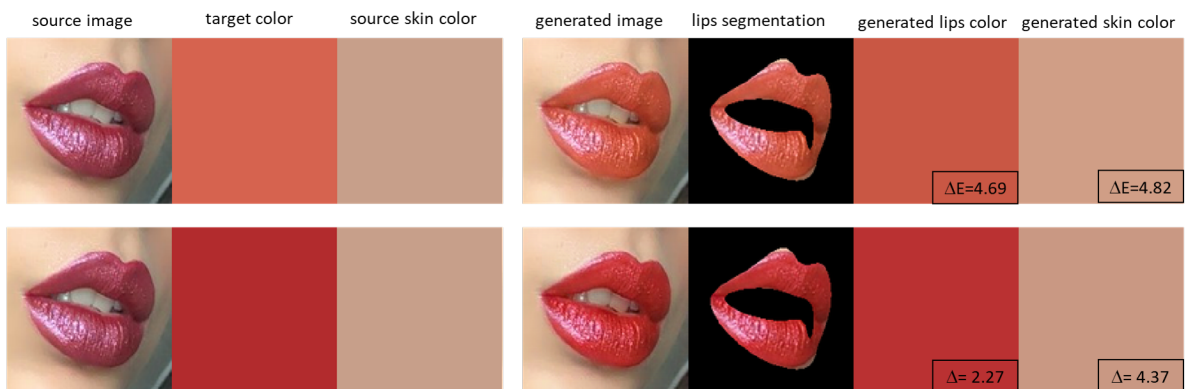 source image
target color
source skin color
generated image
lips segmentation
generated lips color
generated skin color
ΔE=4.69
ΔE=4.82
Δ= 2.27
Δ= 4.37